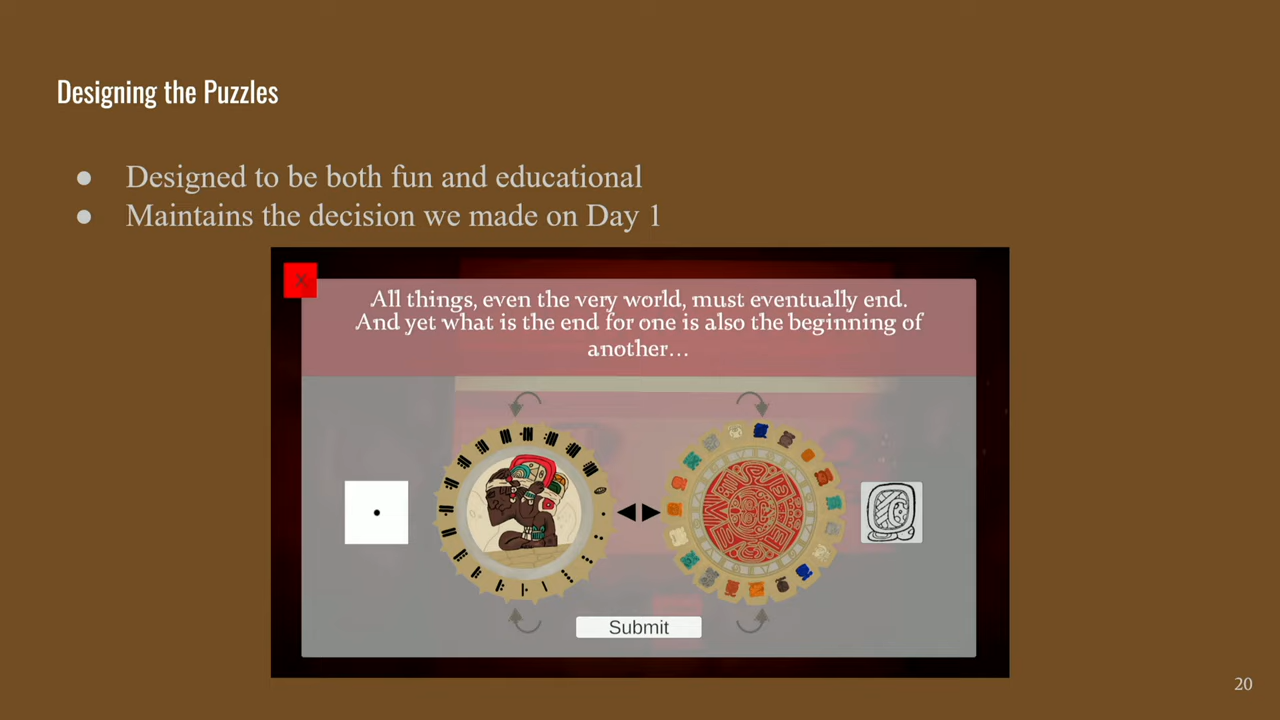 Designing the Puzzles
● Designed to be both fun and educational
● Maintains the decision we made on Day 1
X
All things, even the very world, must eventually end.
And yet what is the end for one is also the beginning of
another...
Submit
20